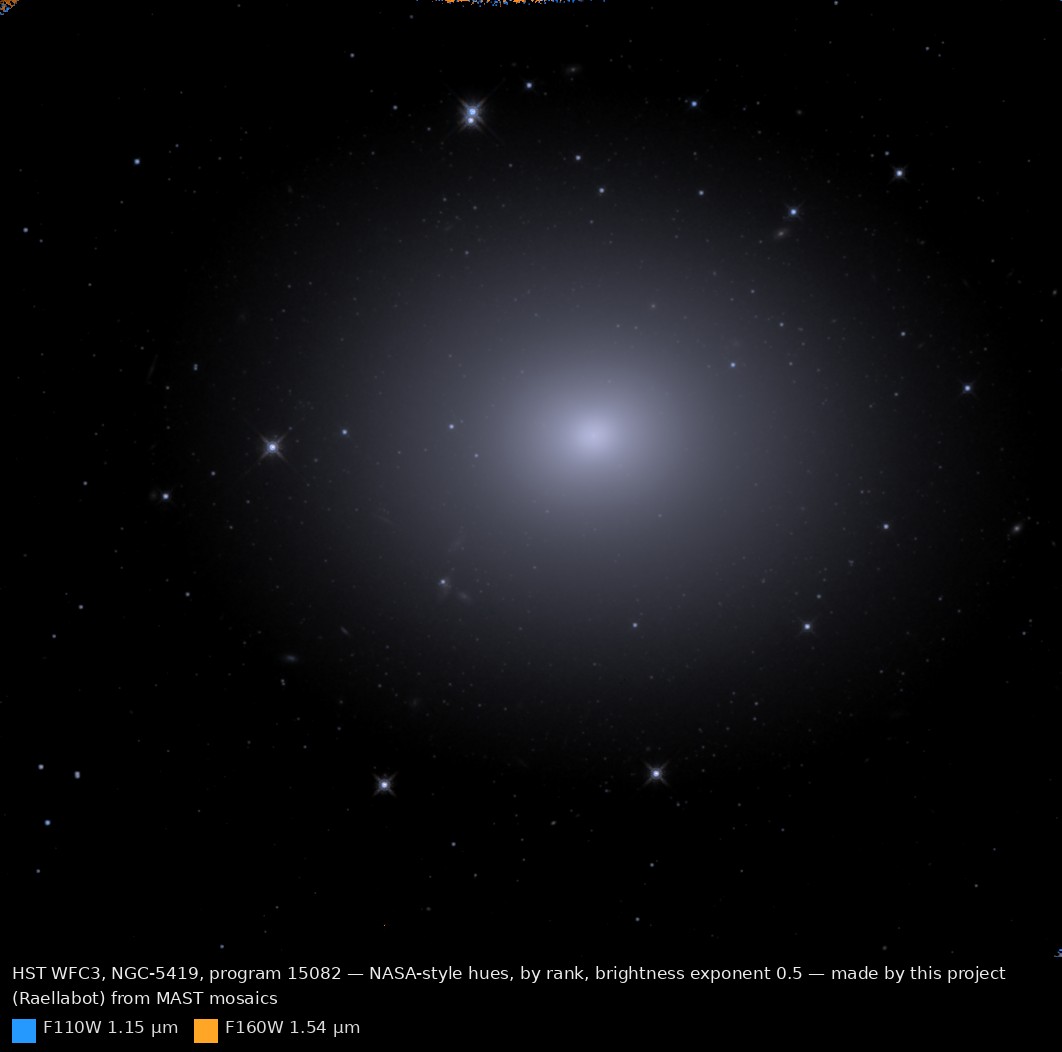 HST WFC3, NGC-5419, program 15082 — NASA-style hues, by rank, brightness exponent 0.5 — made by this project
(Raellabot) from MAST mosaics
F110W 1.15 µm F160W 1.54 µm